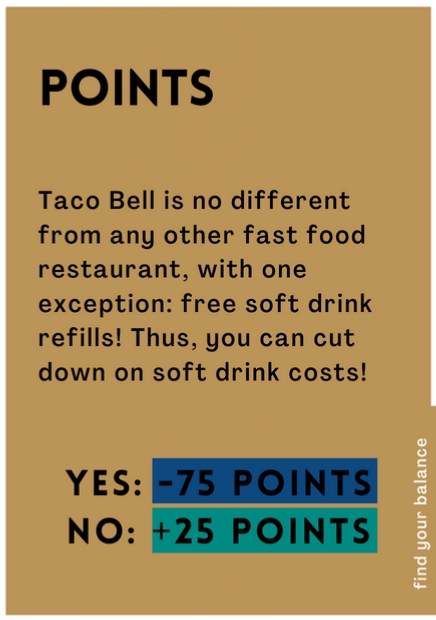 POINTS
Taco Bell is no different
from any other fast food
restaurant, with one
exception: free soft drink
refills! Thus, you can cut
down on soft drink costs!
YES: -75 POINTS
NO: +25 POINTS
find your balance